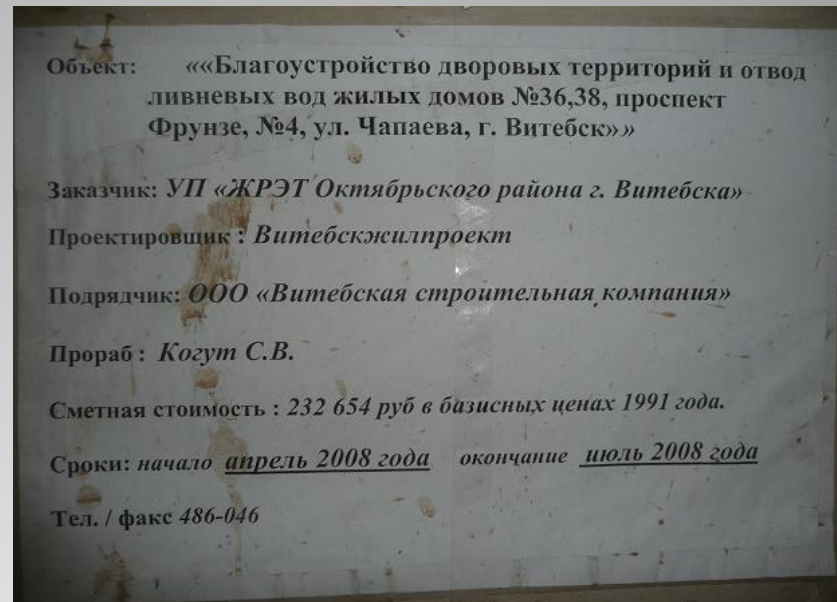 Объект: ««Благоустройство дворовых территорий и отвод
ливневых вод жилых домов №36,38, проспект
Фрунзе, №4, ул. Чапаева, г. Витебск»»
Заказчик: УП «ЖРЭТ Октябрьского района г. Витебска»
Проектировщик : Витебскжилпроект
Подрядчик: ООО «Витебская строительная компания»
Прораб : Когут С.В.
Сметная стоимость : 232 654 руб в базисных ценах 1991 года.
Сроки: начало апрель 2008 года окончание июль 2008 года
Тел. / факс 486-046